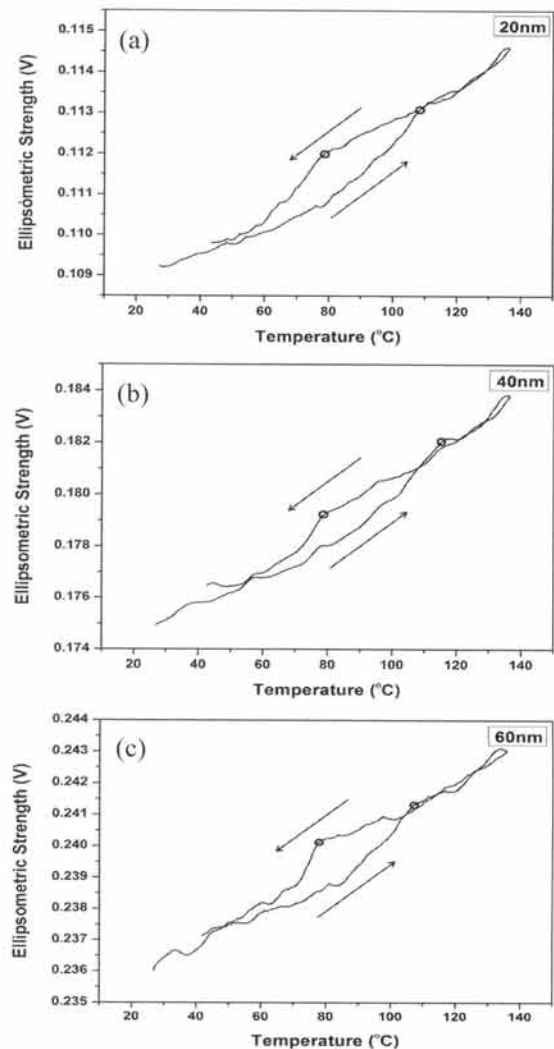 (a)
20nm
0.115
0.114
0.113
0.112
0.111
0.110
0.109
Ellipsómetric Strength (V)
20 40 60 80 100 120 140
Temperature (°C)
(b)
40nm
0.184
0.182
0.180
0.178
0.176
0.174
Ellipsometric Strength (V)
20 40 60 80 100 120 140
Temperature (°C)
(c)
60nm
0.244
0.243
0.242
0.241
0.240
0.239
0.238
0.237
0.236
0.235
Ellipsometric Strength (V)
20 40 60 80 100 120 140
Temperature (°C)